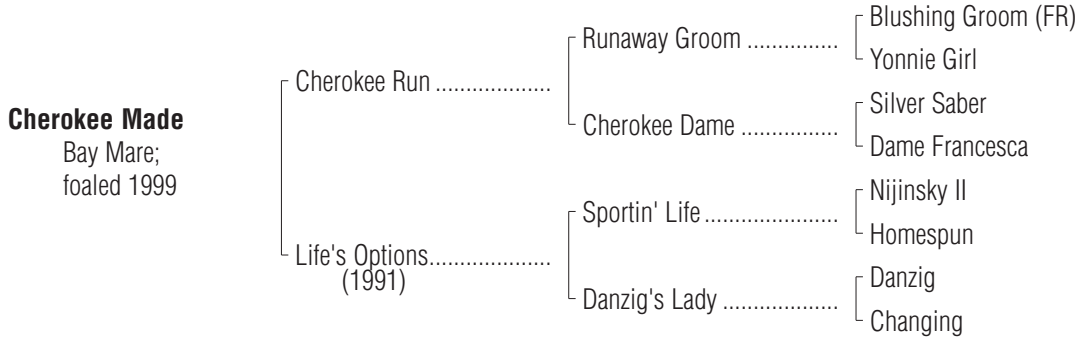 Blushing Groom (FR)
Runaway Groom ...............
Yonnie Girl
Cherokee Run ...................
Silver Saber
Cherokee Dame ................
Dame Francesca
Cherokee Made
Bay Mare;
foaled 1999
Nijinsky II
Sportin' Life ......................
Homespun
Life's Options....................
(1991)
Danzig
Danzig's Lady ...................
Changing